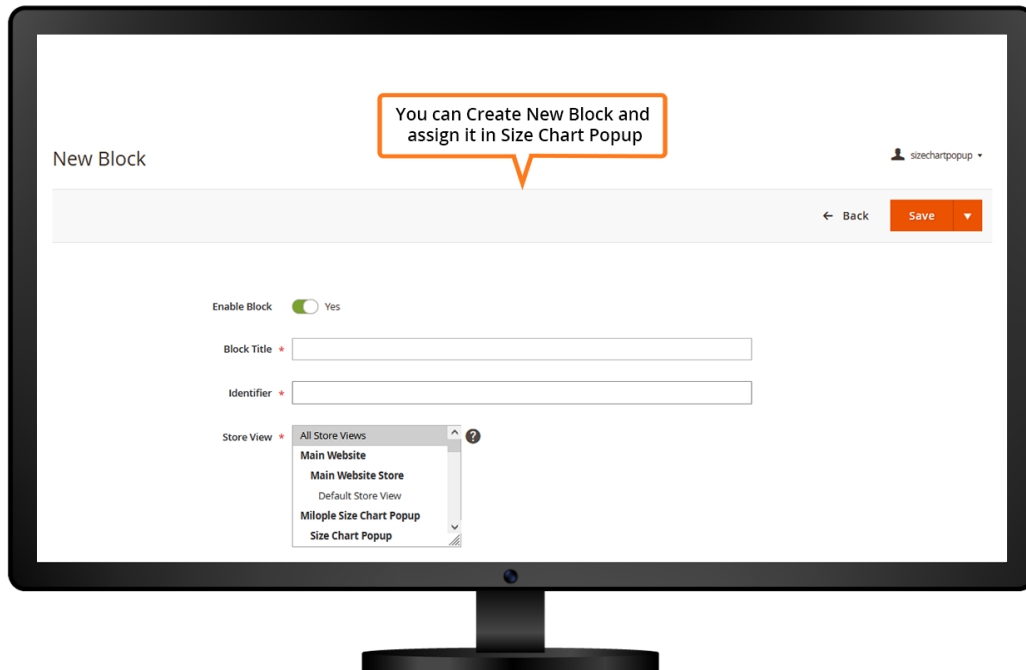 You can Create New Block and
assign it in Size Chart Popup
New Block
sizechartpopup
Back
Save
Enable Block
Yes
Block Title *
Identifier *
Store View *
All Store Views
Main Website
Main Website Store
Default Store View
Milople Size Chart Popup
Size Chart Popup
?